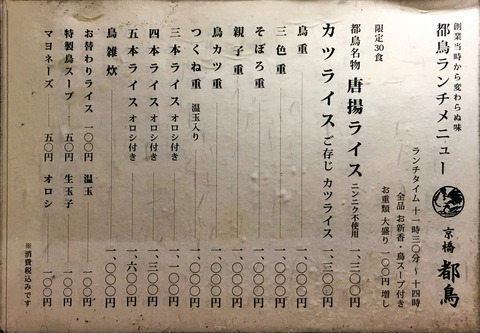 創業当時から変わらぬ味
都鳥ランチメニュー
京橋 都鳥
ランチタイム 十一時三〇分〜十四時
全品 お新香・鳥スープ付き
お重類 大盛り 一〇〇円 増し
限定30食
都鳥名物 唐揚ライス ニンニク不使用 一、二〇〇円
カツライス ご存じ カツライス 一、三〇〇円
鳥重 一、〇〇〇円
三色重 一、〇〇〇円
そぼろ重 一、〇〇〇円
親子重 一、〇〇〇円
鳥カツ重 一、〇〇〇円
つくね重 温玉入り 一、〇〇〇円
三本ライス オロシ付き 一、一〇〇円
四本ライス オロシ付き 一、三〇〇円
五本ライス オロシ付き 一、六〇〇円
鳥雑炊 一、〇〇〇円
お替わりライス 一〇〇円 温玉 一〇〇円
特製鳥スープ 五〇円 生玉子 一〇〇円
マヨネーズ 五〇円 オロシ 一〇〇円
※消費税込みです